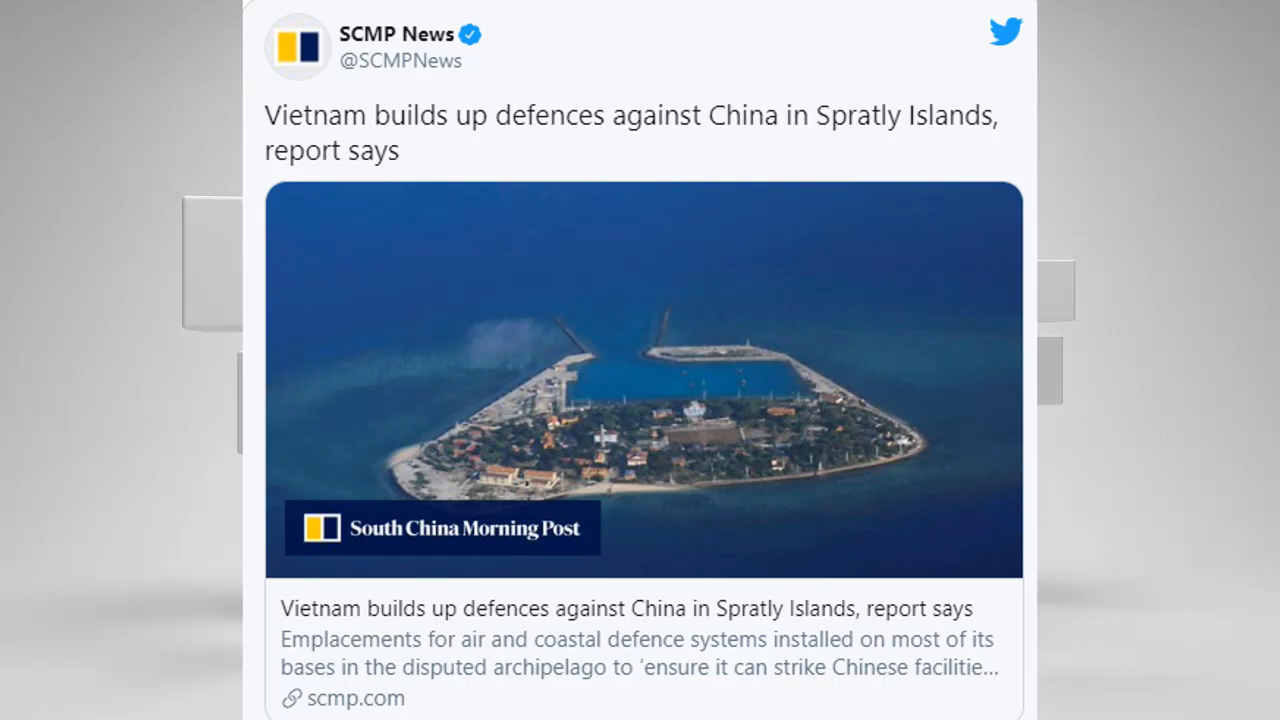 SCMP News
@SCMPNews
Vietnam builds up defences against China in Spratly Islands,
report says
South China Morning Post
Vietnam builds up defences against China in Spratly Islands, report says
Emplacements for air and coastal defence systems installed on most of its
bases in the disputed archipelago to ‘ensure it can strike Chinese facilitie...
scmp.com